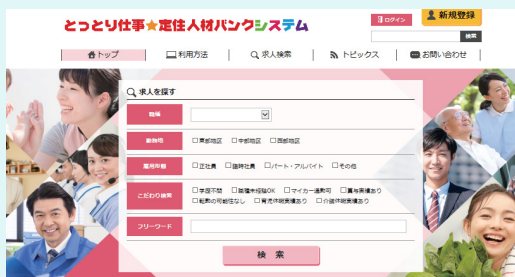 とっとり仕事★定住人材バンクシステム
ログイン
新規登録
検索
トップ
利用方法
求人検索
トピックス
お問い合わせ
求人を探す
職種
勤務地 □東部地区 □中部地区 □西部地区
雇用形態 □正社員 □臨時社員 □パート・アルバイト □その他
こだわり検索 □学歴不問 □職種未経験OK □マイカー通勤可 □賞与実績あり
□転勤の可能性なし □育児休暇実績あり □介護休暇実績あり
フリーワード
検 索